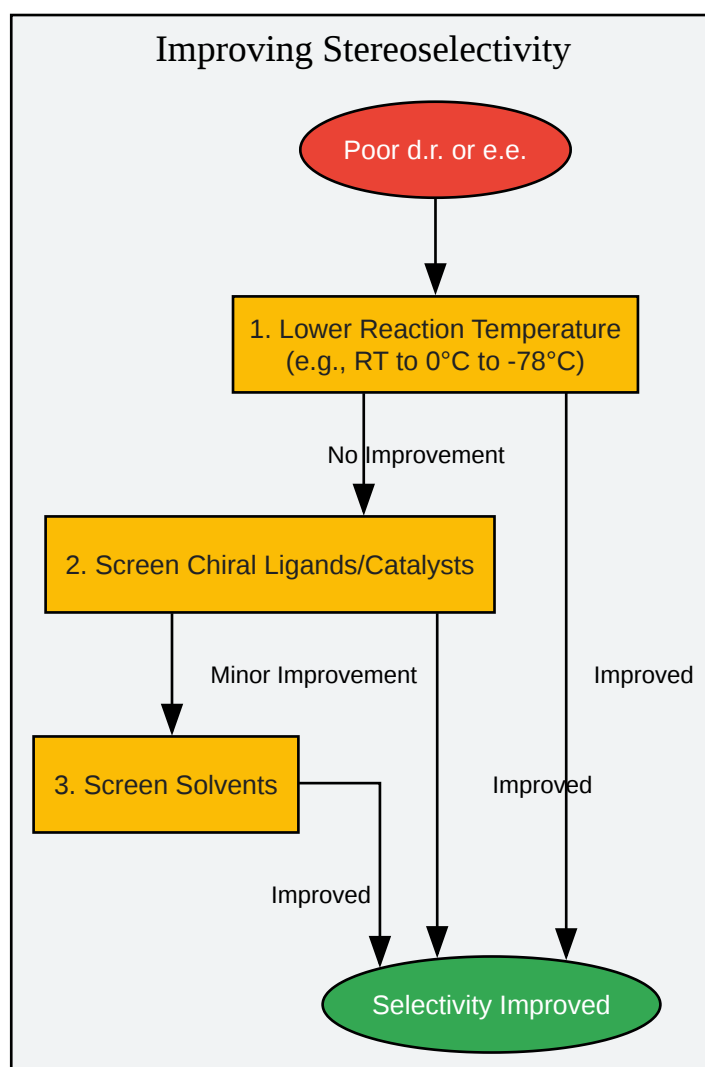 Improving Stereoselectivity
Poor d.r. or e.e.
1. Lower Reaction Temperature
(e.g., RT to 0°C to -78°C)
No Improvement
2. Screen Chiral Ligands/Catalysts
Minor Improvement
Improved
3. Screen Solvents
Improved
Improved
Selectivity Improved